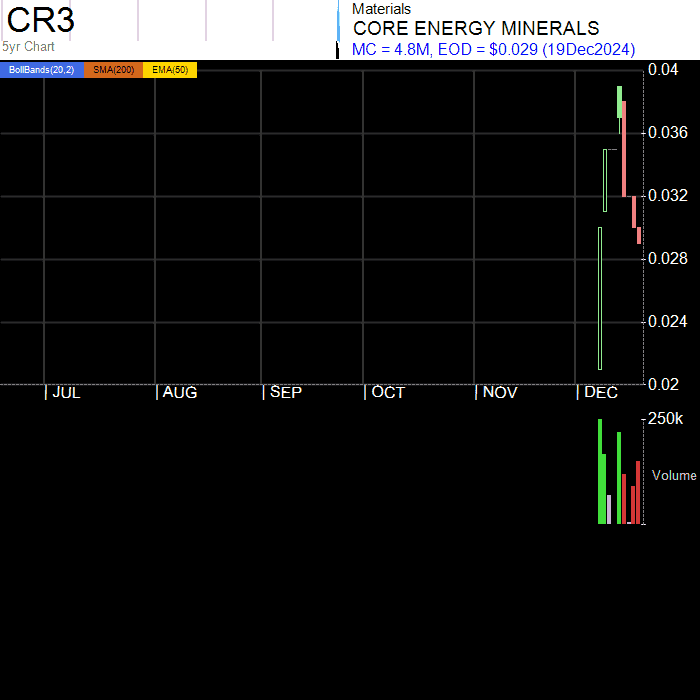 CR3
5yr Chart
Materials
CORE ENERGY MINERALS
MC = 4.8M, EOD = $0.029 (19Dec2024)
BollBands(20,2) SMA(200) EMA(50)
0.04
0.036
0.032
0.028
0.024
0.02
| JUL | AUG | SEP | OCT | NOV | DEC
250k
Volume